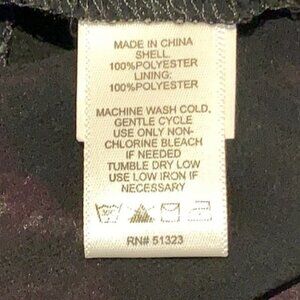 MADE IN CHINA
SHELL:
100%POLYESTER
LINING:
100%POLYESTER
MACHINE WASH COLD,
GENTLE CYCLE
USE ONLY NON-
CHLORINE BLEACH
IF NEEDED
TUMBLE DRY LOW
USE LOW IRON IF
NECESSARY
RN# 51323